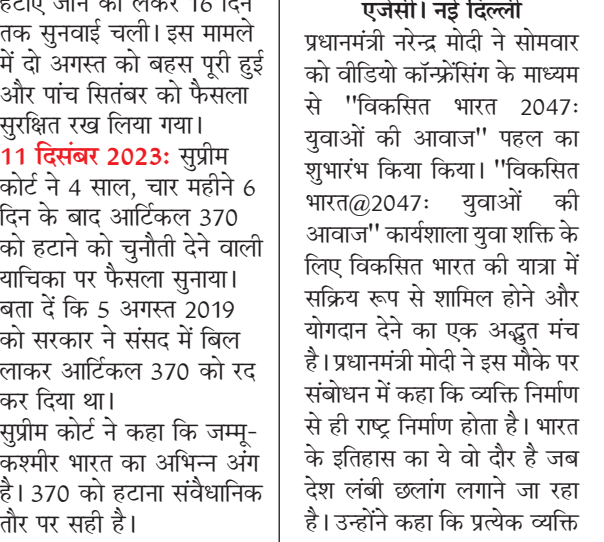 हटाए जाने को लेकर 16 दिन
तक सुनवाई चली। इस मामले
में दो अगस्त को बहस पूरी हुई
और पांच सितंबर को फैसला
सुरक्षित रख लिया गया।
11 दिसंबर 2023: सुप्रीम
कोर्ट ने 4 साल, चार महीने 6
दिन के बाद आर्टिकल 370
को हटाने को चुनौती देने वाली
याचिका पर फैसला सुनाया।
बता दें कि 5 अगस्त 2019
को सरकार ने संसद में बिल
लाकर आर्टिकल 370 को रद
कर दिया था।
सुप्रीम कोर्ट ने कहा कि जम्मू-
कश्मीर भारत का अभिन्न अंग
है। 370 को हटाना संवैधानिक
तौर पर सही है।
एजेंसी। नई दिल्ली
प्रधानमंत्री नरेन्द्र मोदी ने सोमवार
को वीडियो कॉन्फ्रेंसिंग के माध्यम
से "विकसित भारत 2047:
युवाओं की आवाज" पहल का
शुभारंभ किया किया। "विकसित
भारत@2047: युवाओं की
आवाज" कार्यशाला युवा शक्ति के
लिए विकसित भारत की यात्रा में
सक्रिय रूप से शामिल होने और
योगदान देने का एक अद्भुत मंच
है। प्रधानमंत्री मोदी ने इस मौके पर
संबोधन में कहा कि व्यक्ति निर्माण
से ही राष्ट्र निर्माण होता है। भारत
के इतिहास का ये वो दौर है जब
देश लंबी छलांग लगाने जा रहा
है। उन्होंने कहा कि प्रत्येक व्यक्ति